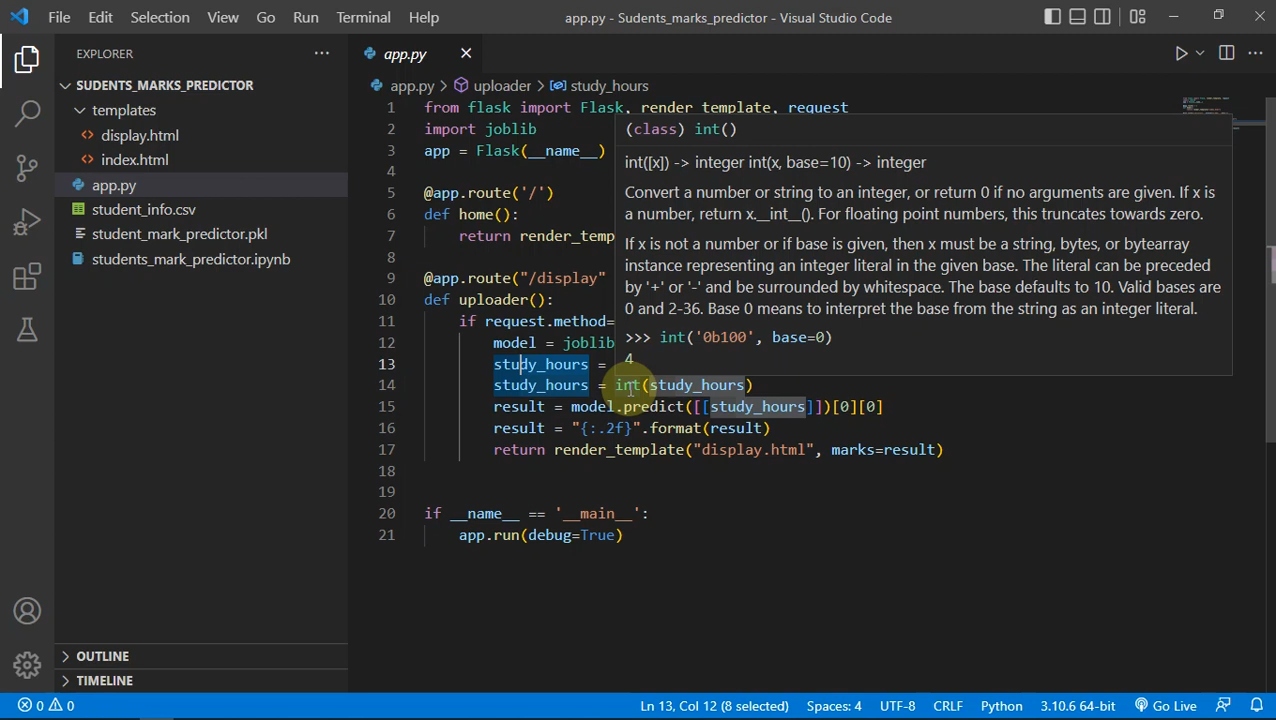 File Edit Selection View Go Run Terminal Help app.py - Sudents_marks_predictor - Visual Studio Code
EXPLORER
SUDENTS_MARKS_PREDICTOR
templates
display.html
index.html
app.py
student_info.csv
student_mark_predictor.pkl
students_mark_predictor.ipynb
OUTLINE
TIMELINE
app.py
app.py > uploader > study_hours
1 from flask import Flask, render_template, request
2 import joblib
3 app = Flask(__name__)
4
5 @app.route('/')
6 def home():
7 return render_temp
8
9 @app.route("/display"
10 def uploader():
11 if request.method=
12 model = joblib
13 study_hours =
14 study_hours = int(study_hours)
15 result = model.predict([[study_hours]])[0][0]
16 result = "{:.2f}".format(result)
17 return render_template("display.html", marks=result)
18
19
20 if __name__ == '__main__':
21 app.run(debug=True)
(class) int()
int([x]) -> integer int(x, base=10) -> integer
Convert a number or string to an integer, or return 0 if no arguments are given. If x is
a number, return x.__int__(). For floating point numbers, this truncates towards zero.
If x is not a number or if base is given, then x must be a string, bytes, or bytearray
instance representing an integer literal in the given base. The literal can be preceded
by '+' or '-' and be surrounded by whitespace. The base defaults to 10. Valid bases are
0 and 2-36. Base 0 means to interpret the base from the string as an integer literal.
>>> int('0b100', base=0)
4
0 0 Ln 13, Col 12 (8 selected) Spaces: 4 UTF-8 CRLF Python 3.10.6 64-bit Go Live